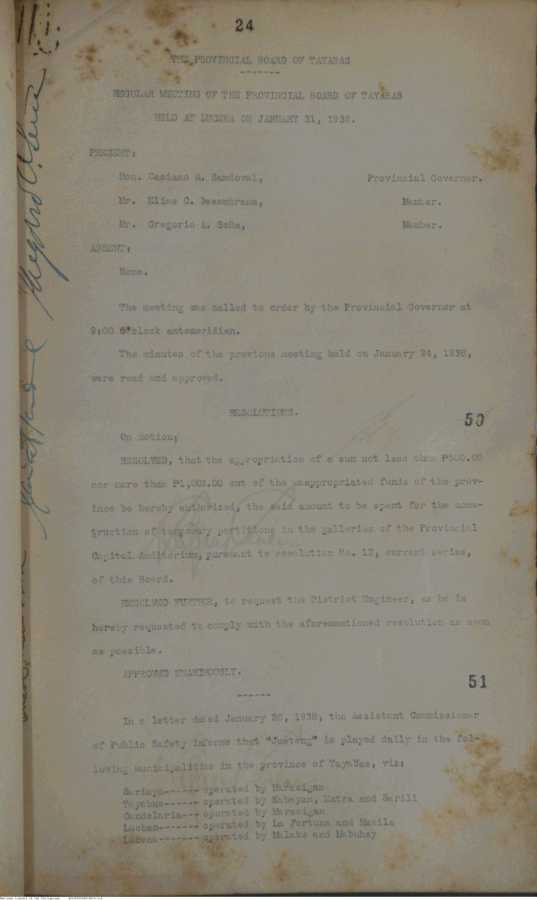 24
THE PROVINCIAL BOARD OF TAYABAS
REGULAR MEETING OF THE PROVINCIAL BOARD OF TAYABAS
HELD AT LUCENA ON JANUARY 31, 1938.
PRESENT:
Hon. Casiano A. Sandoval, Provincial Governor.
Mr. Elias C. Member.
Mr. Gregorio A. Member.
ABSENT:
None.
The meeting was called to order by the Provincial Governor at
9:00 o'clock antemeridian.
The minutes of the previous meeting held on January 24, 1938,
were read and approved.
RESOLUTIONS.
50
On motion,
RESOLVED, that the appropriation of a sum not less than ₱500.00
nor more than ₱1,000.00 out of the unappropriated funds of the prov-
ince be hereby authorized, the said amount to be spent for the cons-
truction of temporary partitions in the galleries of the Provincial
Capitol Auditorium, pursuant to resolution No. 12, current series,
of this Board.
RESOLVED FURTHER, to request the District Engineer, as he is
hereby requested to comply with the aforementioned resolution as soon
as possible.
APPROVED UNANIMOUSLY.
51
In a letter dated January 26, 1938, the Assistant Commissioner
of Public Safety informs that "Jueteng" is played daily in the fol-
lowing municipalities in the province of Tayabas, viz:
Sariaya------- operated by Harasigan
Tayabas------- operated by Nabayan, Matra and Sarili
Candelaria--- operated by Harasigan
Lucban------- operated by La Fortuna and Manila
Lucena------- operated by Malaks and Mabuhay